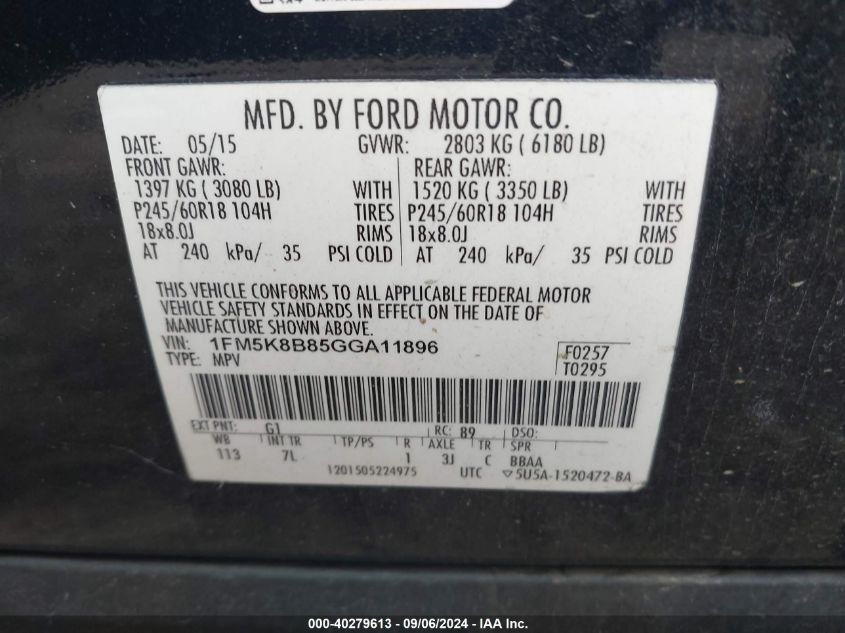 MFD. BY FORD MOTOR CO.
DATE: 05/15 GVWR: 2803 KG ( 6180 LB)
FRONT GAWR: REAR GAWR:
1397 KG ( 3080 LB) WITH 1520 KG ( 3350 LB) WITH
P245/60R18 104H TIRES P245/60R18 104H TIRES
18x8.0J RIMS 18x8.0J RIMS
AT 240 kPa/ 35 PSI COLD AT 240 kPa/ 35 PSI COLD
THIS VEHICLE CONFORMS TO ALL APPLICABLE FEDERAL MOTOR
VEHICLE SAFETY STANDARDS IN EFFECT ON THE DATE OF
MANUFACTURE SHOWN ABOVE.
VIN: 1FM5K8B85GGA11896 F0257
TYPE: MPV T0295
EXT PNT: G1 RC: 89 DSO:
WB INT TR TP/PS R AXLE TR SPR
113 7L 1 3J C BBAA
1201505224975 UTC ▽5U5A-1520472-BA
000-40279613 - 09/06/2024 - IAA Inc.